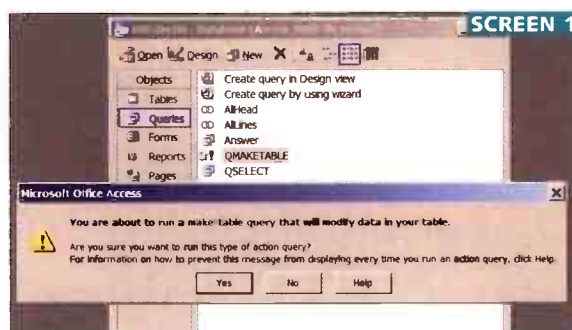 SCREEN 1
Open Design New
Objects
Create query in Design view
Tables
Create query by using wizard
Queries
AllHead
Forms
AllLines
Reports
Answer
Pages
QMAKETABLE
QSELECT
Microsoft Office Access
You are about to run a make-table query that will modify data in your table.
Are you sure you want to run this type of action query?
For information on how to prevent this message from displaying every time you run an action query, click Help.
Yes No Help